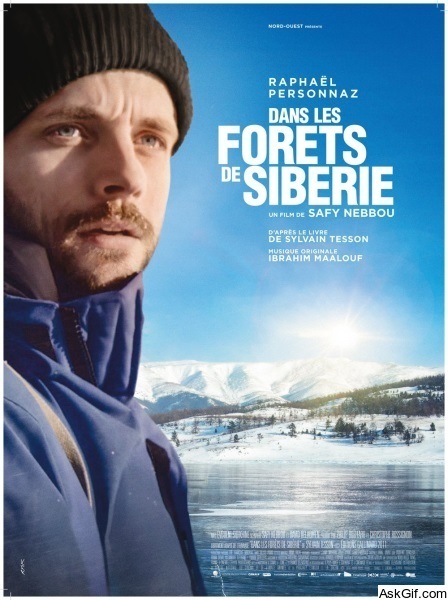 NORD-OUEST PRÉSENTE
RAPHAËL
PERSONNAZ
DANS LES
FORETS
DE SIBERIE
UN FILM DE SAFY NEBBOU
D'APRÈS LE LIVRE
DE SYLVAIN TESSON
MUSIQUE ORIGINALE
IBRAHIM MAALOUF
AskGif.com